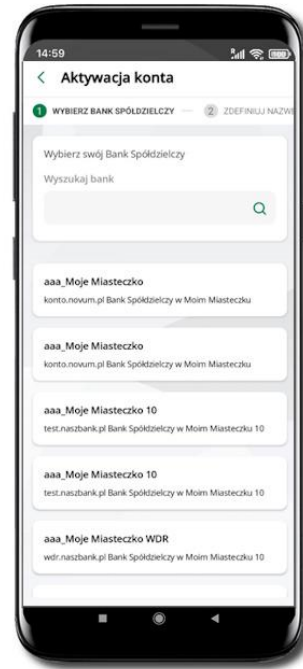 14:59
Aktywacja konta
1 WYBIERZ BANK SPÓŁDZIELCZY 2 ZDEFINIUJ NAZWĘ
Wybierz swój Bank Spółdzielczy
Wyszukaj bank
aaa_Moje Miasteczko
konto.novum.pl Bank Spółdzielczy w Moim Miasteczku
aaa_Moje Miasteczko
konto.novum.pl Bank Spółdzielczy w Moim Miasteczku
aaa_Moje Miasteczko 10
test.naszbank.pl Bank Spółdzielczy w Moim Miasteczku 10
aaa_Moje Miasteczko 10
test.naszbank.pl Bank Spółdzielczy w Moim Miasteczku 10
aaa_Moje Miasteczko WDR
wdr.naszbank.pl Bank Spółdzielczy w Moim Miasteczku 10